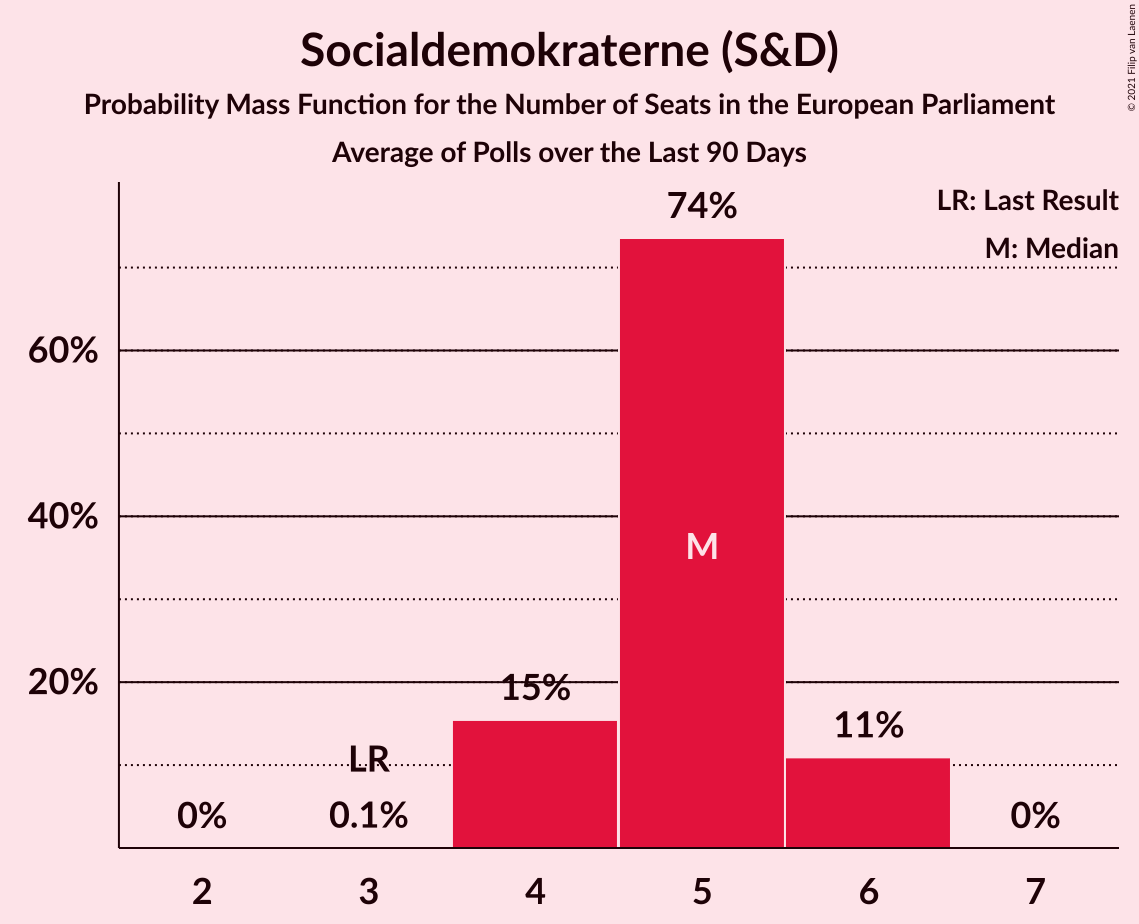 Socialdemokraterne (S&D)
Probability Mass Function for the Number of Seats in the European Parliament
Average of Polls over the Last 90 Days
© 2021 Filip van Laenen
LR: Last Result
M: Median
74%
60%
40%
M
20%
15%
11%
LR
0%
0.1%
0%
2
3
4
5
6
7